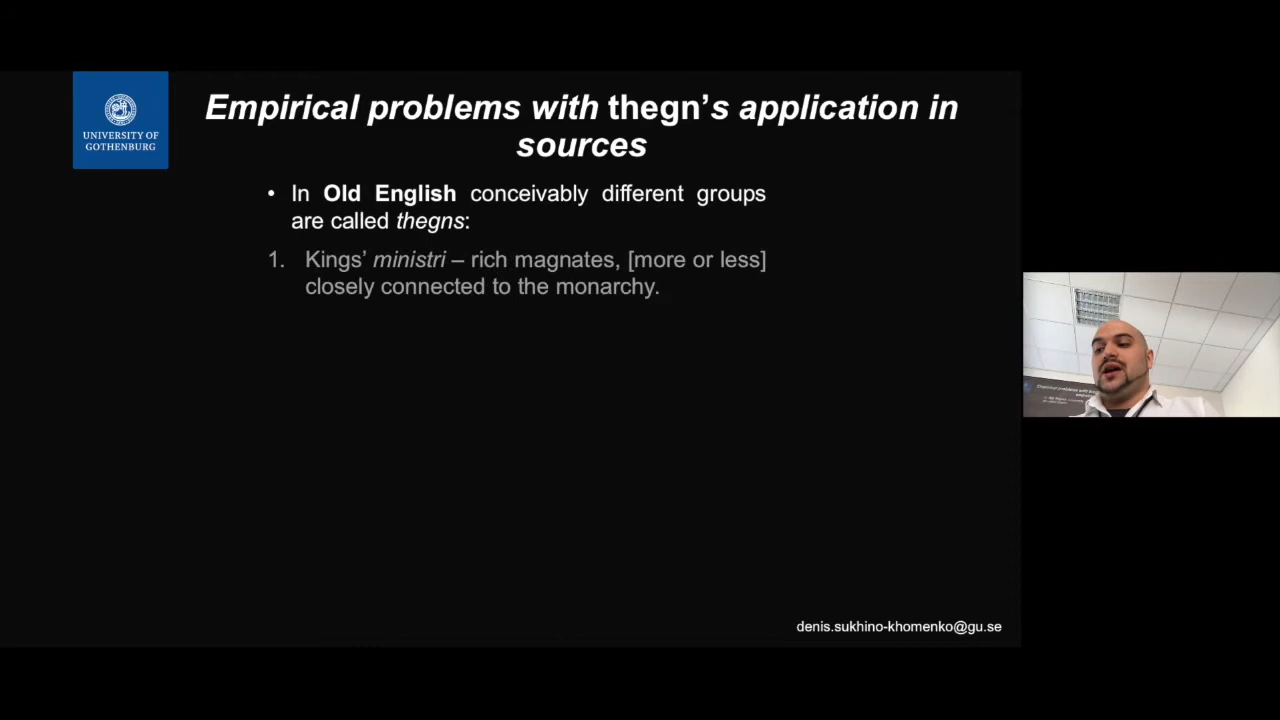 UNIVERSITY OF
GOTHENBURG
Empirical problems with thegn's application in
sources
• In Old English conceivably different groups
are called thegns:
1. Kings' ministri – rich magnates, [more or less]
closely connected to the monarchy.
denis.sukhino-khomenko@gu.se